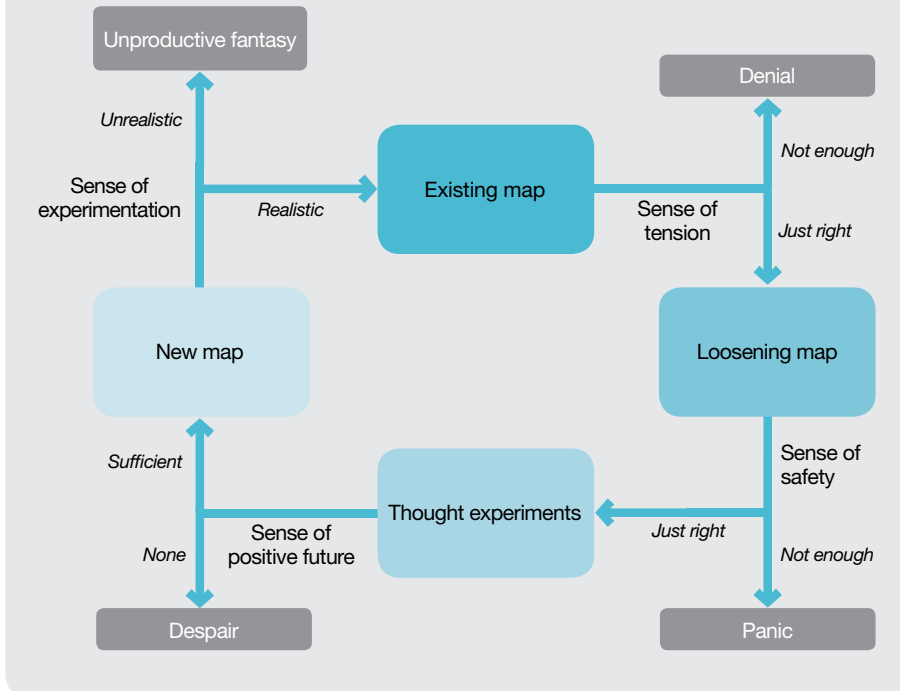 Unproductive fantasy
Denial
Unrealistic
Not enough
Sense of
experimentation
Realistic
Existing map
Sense of
tension
Just right
New map
Loosening map
Sufficient
Sense of
safety
Thought experiments
Just right
Sense of
positive future
None
Not enough
Despair
Panic